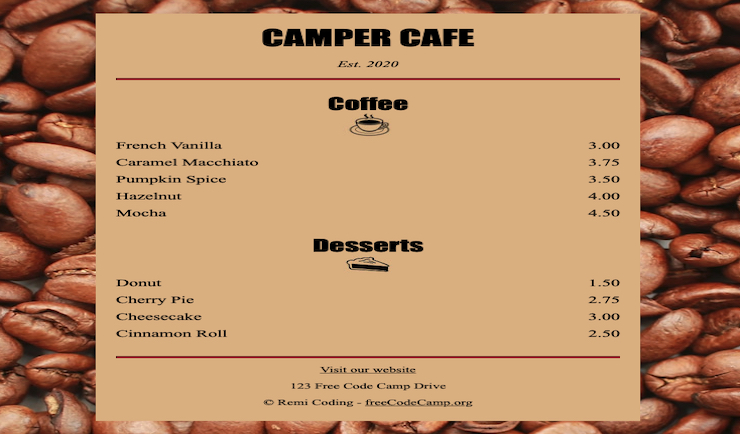 CAMPER CAFE
Est. 2020
Coffee
French Vanilla 3.00
Caramel Macchiato 3.75
Pumpkin Spice 3.50
Hazelnut 4.00
Mocha 4.50
Desserts
Donut 1.50
Cherry Pie 2.75
Cheesecake 3.00
Cinnamon Roll 2.50
Visit our website
123 Free Code Camp Drive
© Remi Coding - freeCodeCamp.org